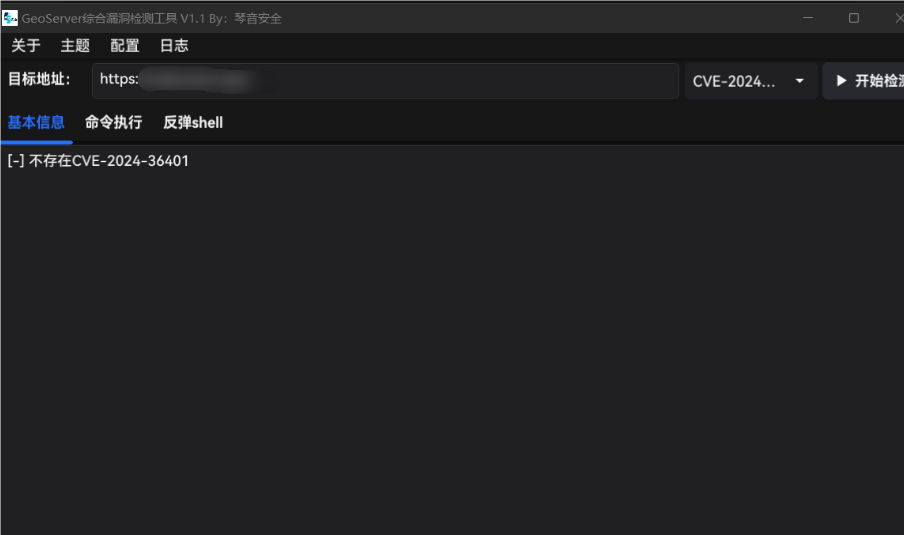 GeoServer综合漏洞检测工具 V1.1 By：琴音安全
关于 主题 配置 日志
目标地址： https: CVE-2024... ▶ 开始检测
基本信息 命令执行 反弹shell
[-] 不存在CVE-2024-36401